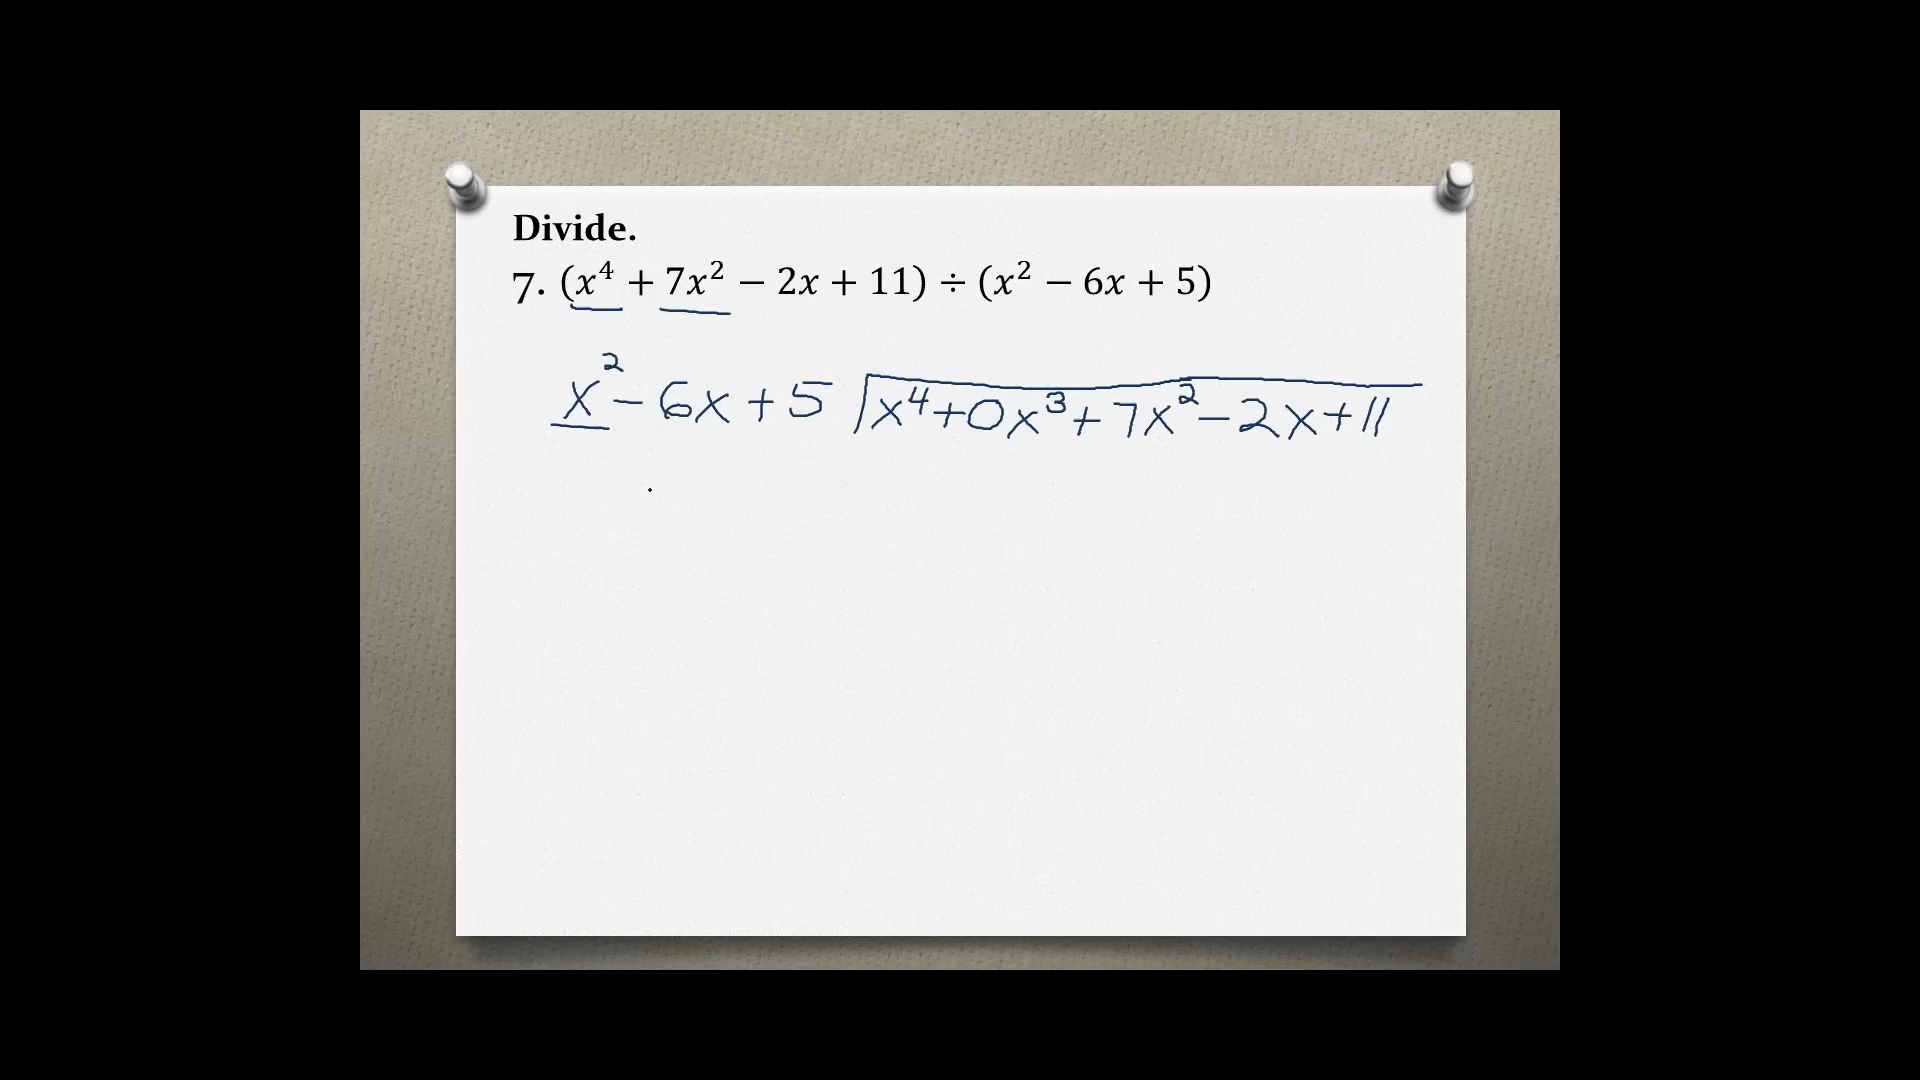 Divide.
7. (x⁴ + 7x² − 2x + 11) ÷ (x² − 6x + 5)
x² − 6x + 5 | x⁴ + 0x³ + 7x² − 2x + 11